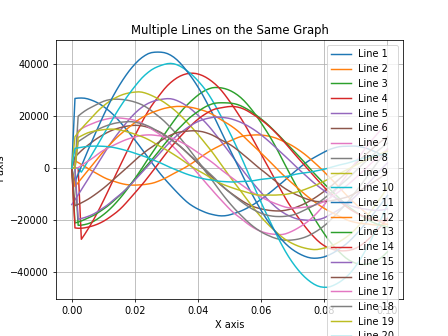 Multiple Lines on the Same Graph
40000
20000
0
−20000
−40000
0.00
0.02
0.04
0.06
X axis
Line 1
Line 2
Line 3
Line 4
Line 5
Line 6
Line 7
Line 8
Line 9
Line 10
Line 11
Line 12
Line 13
Line 14
Line 15
Line 16
Line 17
Line 18
Line 19
Line 20